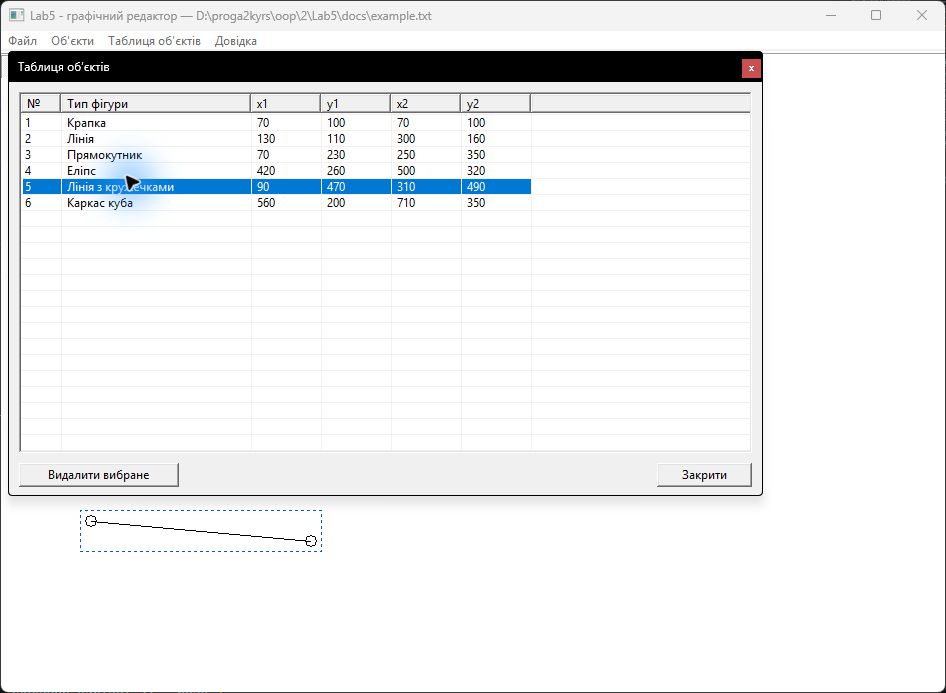 Lab5 - графічний редактор — D:\proga2kyrs\oop\2\Lab5\docs\example.txt
Файл Об'єкти Таблиця об'єктів Довідка
Таблиця об'єктів
x
№ Тип фігури x1 y1 x2 y2
1 Крапка 70 100 70 100
2 Лінія 130 110 300 160
3 Прямокутник 70 230 250 350
4 Еліпс 420 260 500 320
5 Лінія з кружечками 90 470 310 490
6 Каркас куба 560 200 710 350
Видалити вибране Закрити